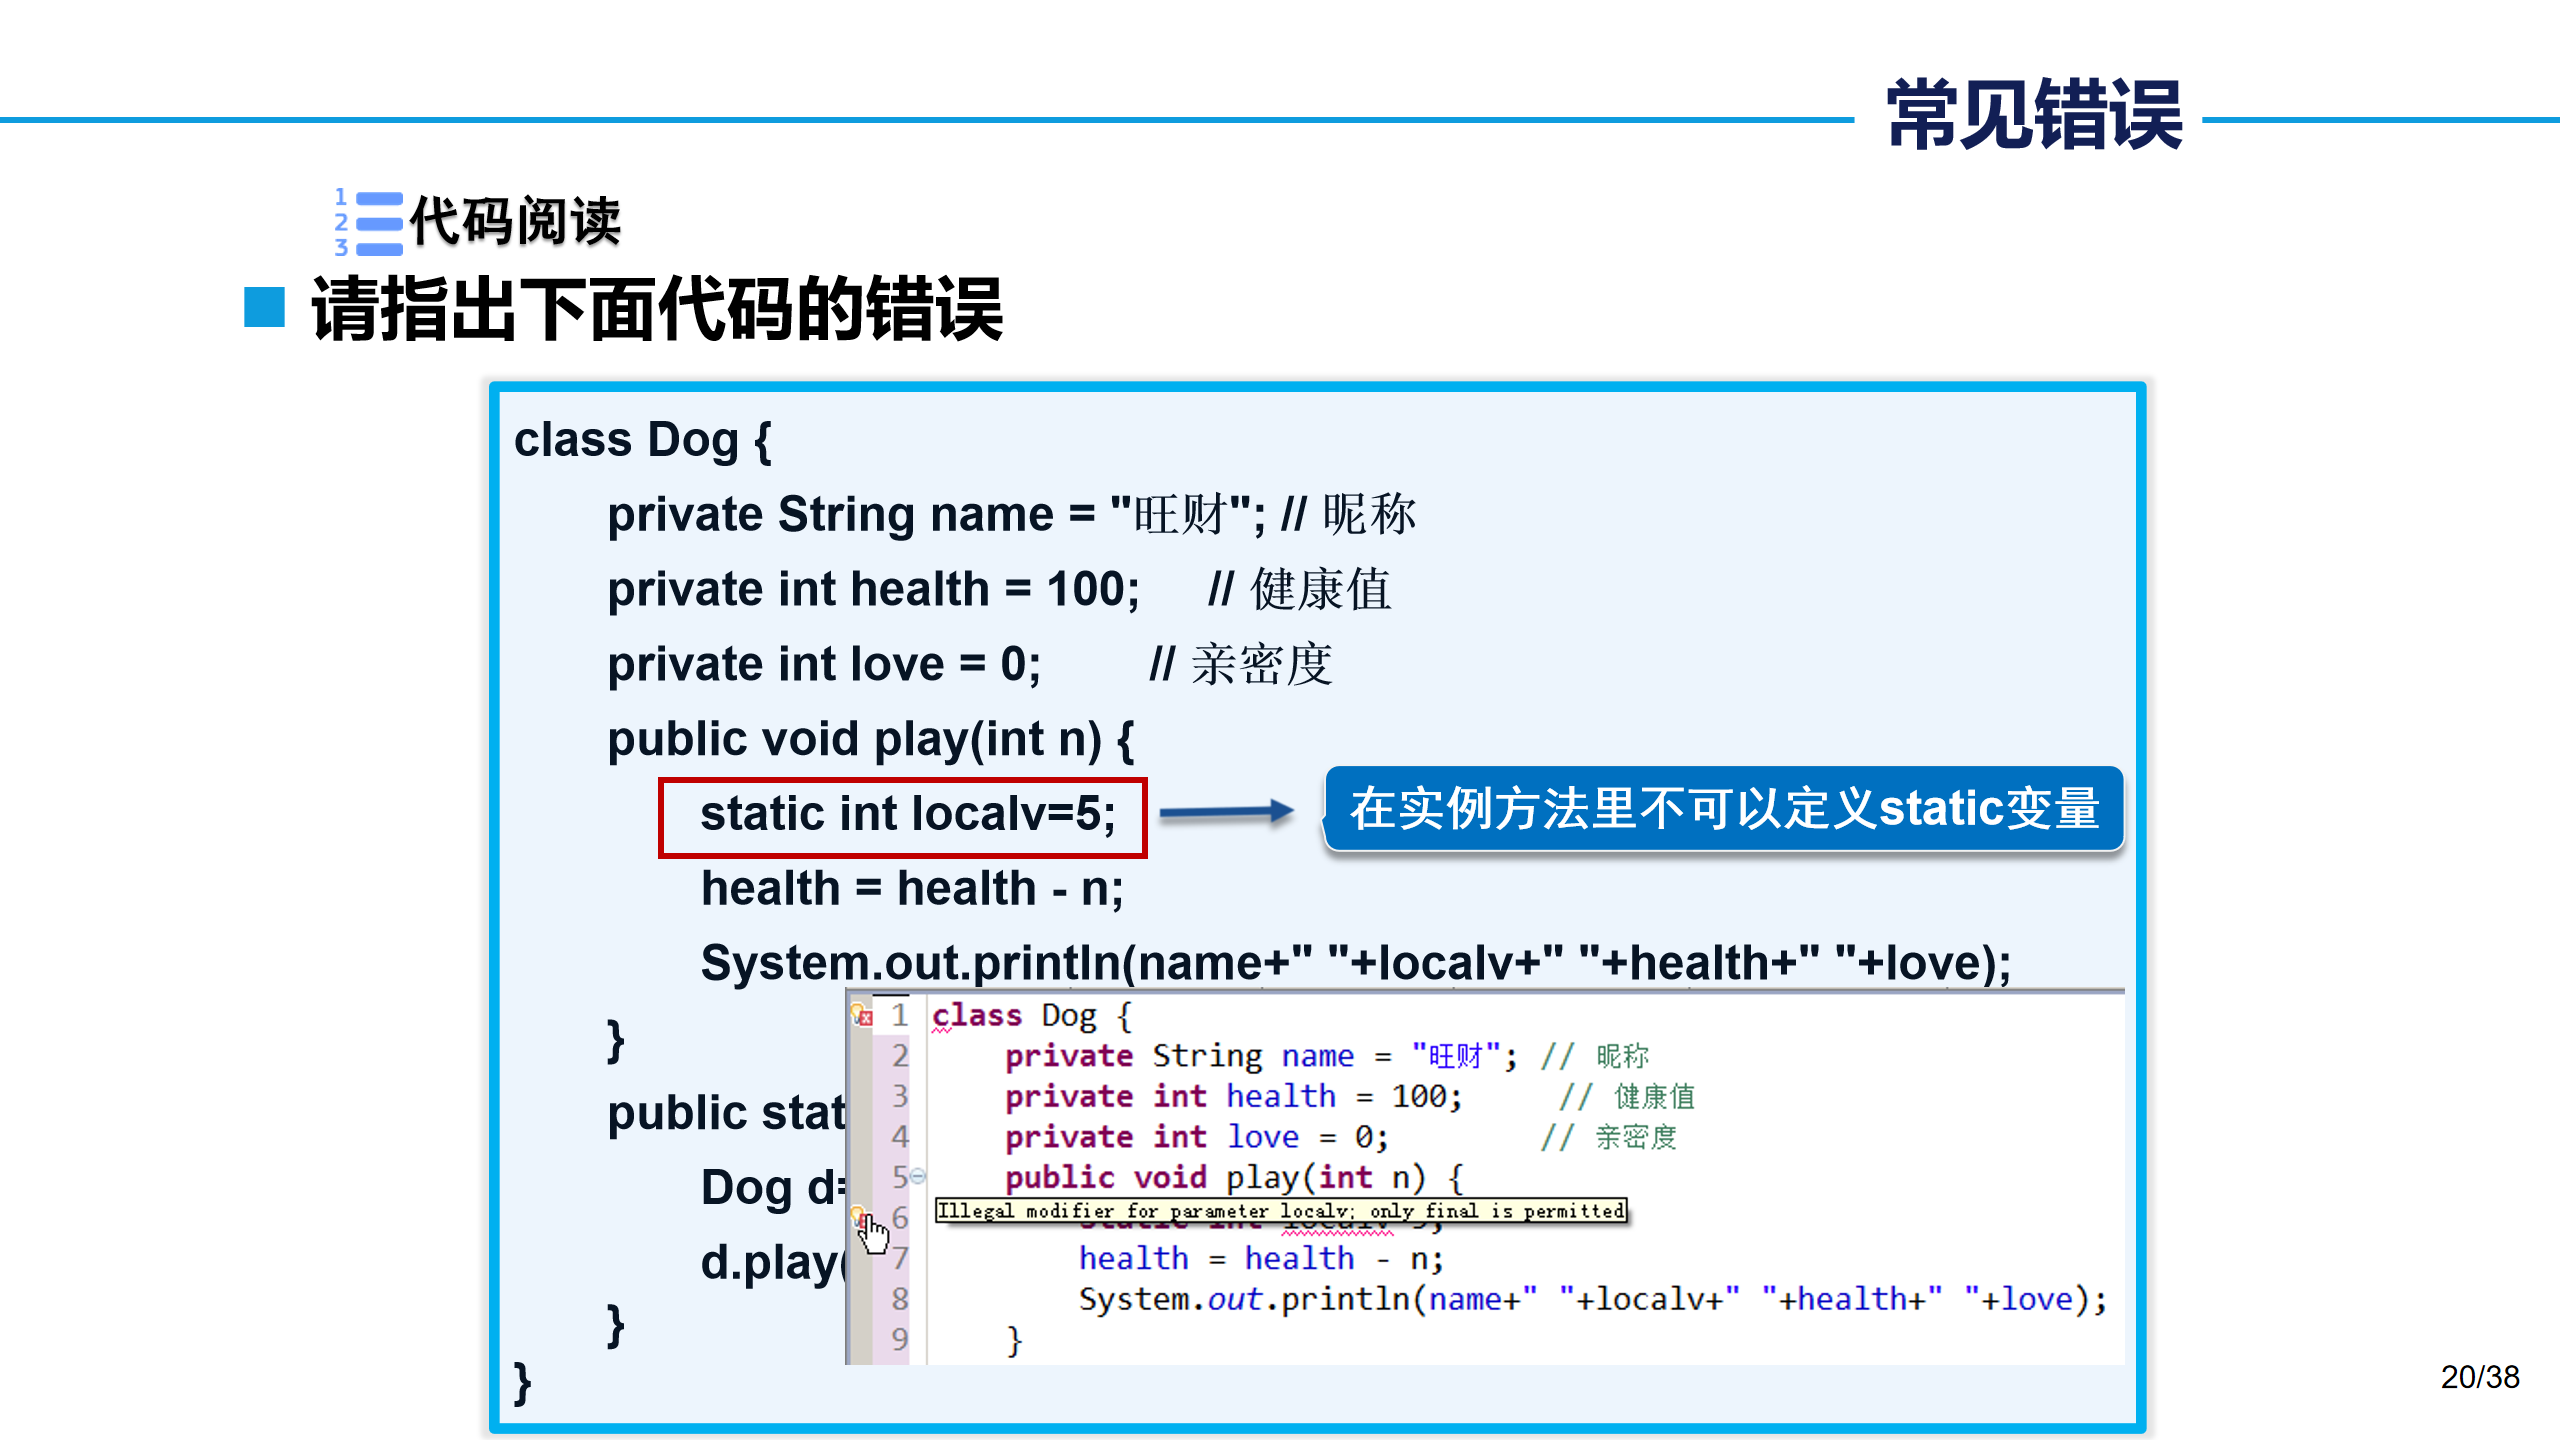 常见错误
1
2
3
代码阅读
请指出下面代码的错误
class Dog {
private String name = "旺财"; // 昵称
private int health = 100; // 健康值
private int love = 0; // 亲密度
public void play(int n) {
static int localv=5;
在实例方法里不可以定义static变量
health = health - n;
System.out.println(name+" "+localv+" "+health+" "+love);
}
public stat
Dog d=
d.play(
}
}
1 class Dog {
2 private String name = "旺财"; // 昵称
3 private int health = 100; // 健康值
4 private int love = 0; // 亲密度
5 public void play(int n) {
Illegal modifier for parameter localv; only final is permitted
6
7 health = health - n;
8 System.out.println(name+" "+localv+" "+health+" "+love);
9 }
20/38